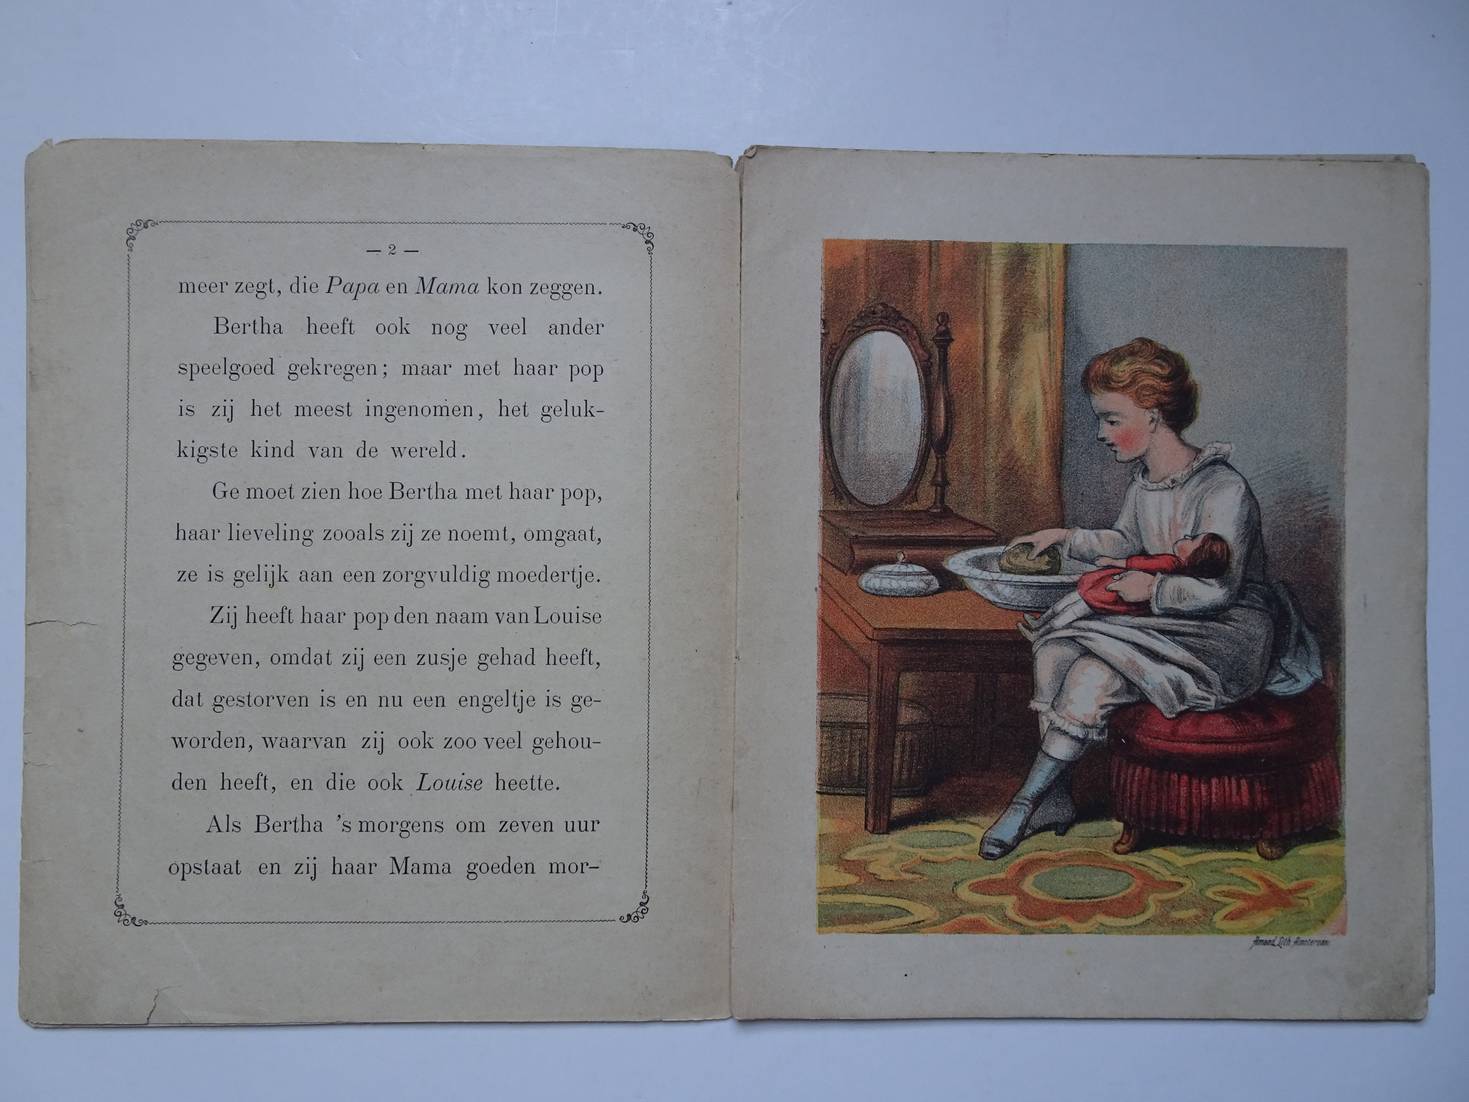 — 2 —
meer zegt, die Papa en Mama kon zeggen.
Bertha heeft ook nog veel ander
speelgoed gekregen; maar met haar pop
is zij het meest ingenomen, het geluk-
kigste kind van de wereld.
Ge moet zien hoe Bertha met haar pop,
haar lieveling zooals zij ze noemt, omgaat,
ze is gelijk aan een zorgvuldig moedertje.
Zij heeft haar pop den naam van Louise
gegeven, omdat zij een zusje gehad heeft,
dat gestorven is en nu een engeltje is ge-
worden, waarvan zij ook zoo veel gehou-
den heeft, en die ook Louise heette.
Als Bertha 's morgens om zeven uur
opstaat en zij haar Mama goeden mor-
Amand, Lith. Amsterdam